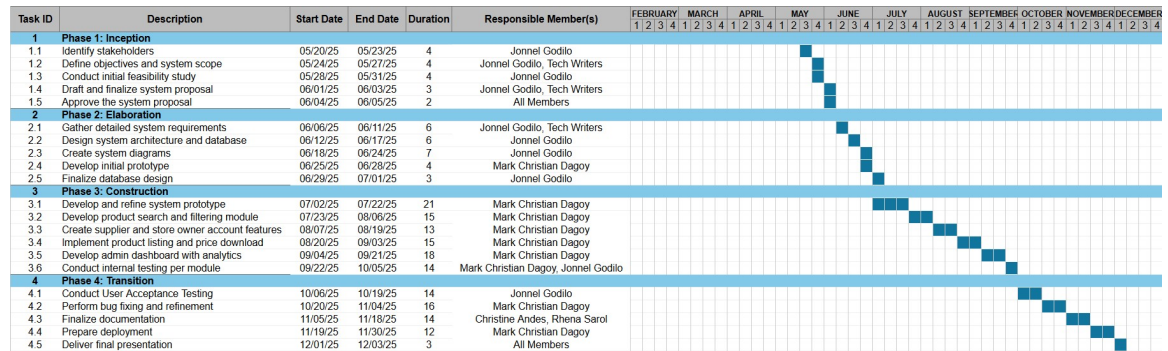 Task ID Description Start Date End Date Duration Responsible Member(s) FEBRUARY MARCH APRIL MAY JUNE JULY AUGUST SEPTEMBER OCTOBER NOVEMBER DECEMBER
1 2 3 4 1 2 3 4 1 2 3 4 1 2 3 4 1 2 3 4 1 2 3 4 1 2 3 4 1 2 3 4 1 2 3 4 1 2 3 4 1 2 3 4
1 Phase 1: Inception
1.1 Identify stakeholders 05/20/25 05/23/25 4 Jonnel Godilo
1.2 Define objectives and system scope 05/24/25 05/27/25 4 Jonnel Godilo, Tech Writers
1.3 Conduct initial feasibility study 05/28/25 05/31/25 4 Jonnel Godilo
1.4 Draft and finalize system proposal 06/01/25 06/03/25 3 Jonnel Godilo, Tech Writers
1.5 Approve the system proposal 06/04/25 06/05/25 2 All Members
2 Phase 2: Elaboration
2.1 Gather detailed system requirements 06/06/25 06/11/25 6 Jonnel Godilo, Tech Writers
2.2 Design system architecture and database 06/12/25 06/17/25 6 Jonnel Godilo
2.3 Create system diagrams 06/18/25 06/24/25 7 Jonnel Godilo
2.4 Develop initial prototype 06/25/25 06/28/25 4 Mark Christian Dagoy
2.5 Finalize database design 06/29/25 07/01/25 3 Jonnel Godilo
3 Phase 3: Construction
3.1 Develop and refine system prototype 07/02/25 07/22/25 21 Mark Christian Dagoy
3.2 Develop product search and filtering module 07/23/25 08/06/25 15 Mark Christian Dagoy
3.3 Create supplier and store owner account features 08/07/25 08/19/25 13 Mark Christian Dagoy
3.4 Implement product listing and price download 08/20/25 09/03/25 15 Mark Christian Dagoy
3.5 Develop admin dashboard with analytics 09/04/25 09/21/25 18 Mark Christian Dagoy
3.6 Conduct internal testing per module 09/22/25 10/05/25 14 Mark Christian Dagoy, Jonnel Godilo
4 Phase 4: Transition
4.1 Conduct User Acceptance Testing 10/06/25 10/19/25 14 Jonnel Godilo
4.2 Perform bug fixing and refinement 10/20/25 11/04/25 16 Mark Christian Dagoy
4.3 Finalize documentation 11/05/25 11/18/25 14 Christine Andes, Rhena Sarol
4.4 Prepare deployment 11/19/25 11/30/25 12 Mark Christian Dagoy
4.5 Deliver final presentation 12/01/25 12/03/25 3 All Members